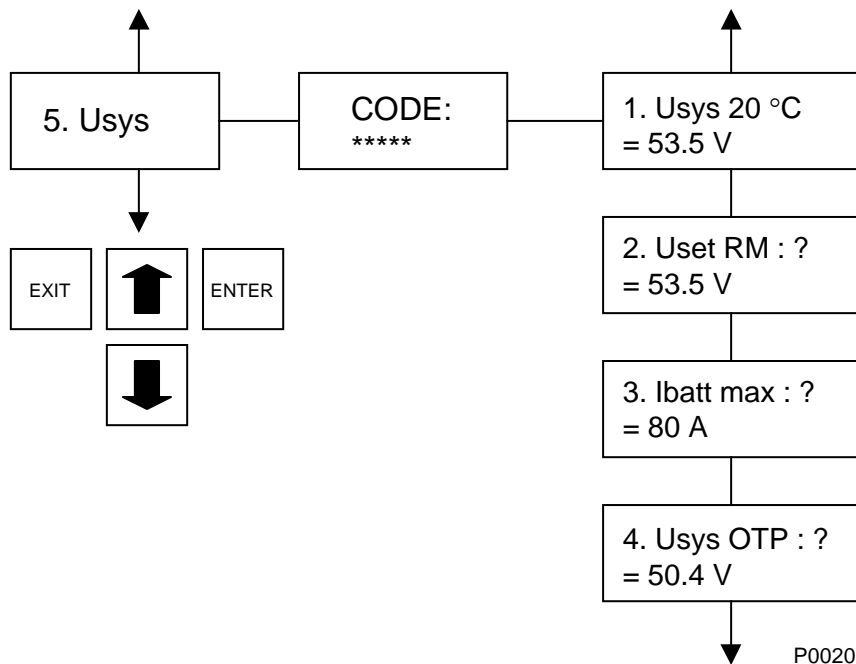 5. Usys
CODE:
*****
1. Usys 20 °C
= 53.5 V
2. Uset RM : ?
= 53.5 V
3. Ibatt max : ?
= 80 A
4. Usys OTP : ?
= 50.4 V
EXIT
ENTER
P0020